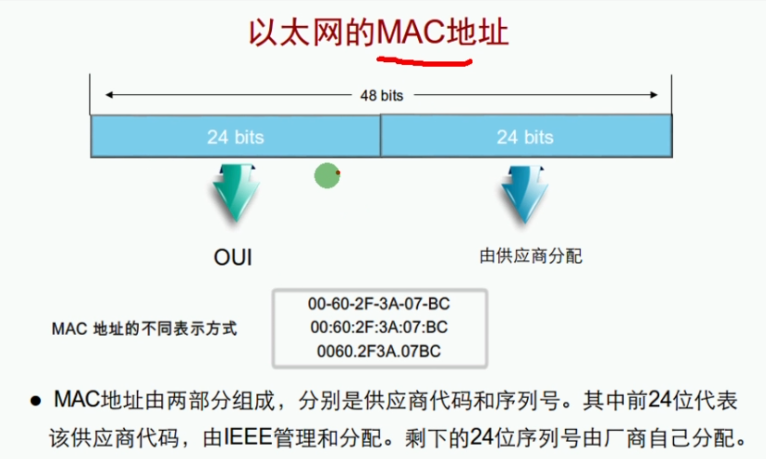 以太网的MAC地址
48 bits
24 bits
24 bits
OUI
由供应商分配
MAC 地址的不同表示方式
00-60-2F-3A-07-BC
00:60:2F:3A:07:BC
0060.2F3A.07BC
● MAC地址由两部分组成，分别是供应商代码和序列号。其中前24位代表
该供应商代码，由IEEE管理和分配。剩下的24位序列号由厂商自己分配。